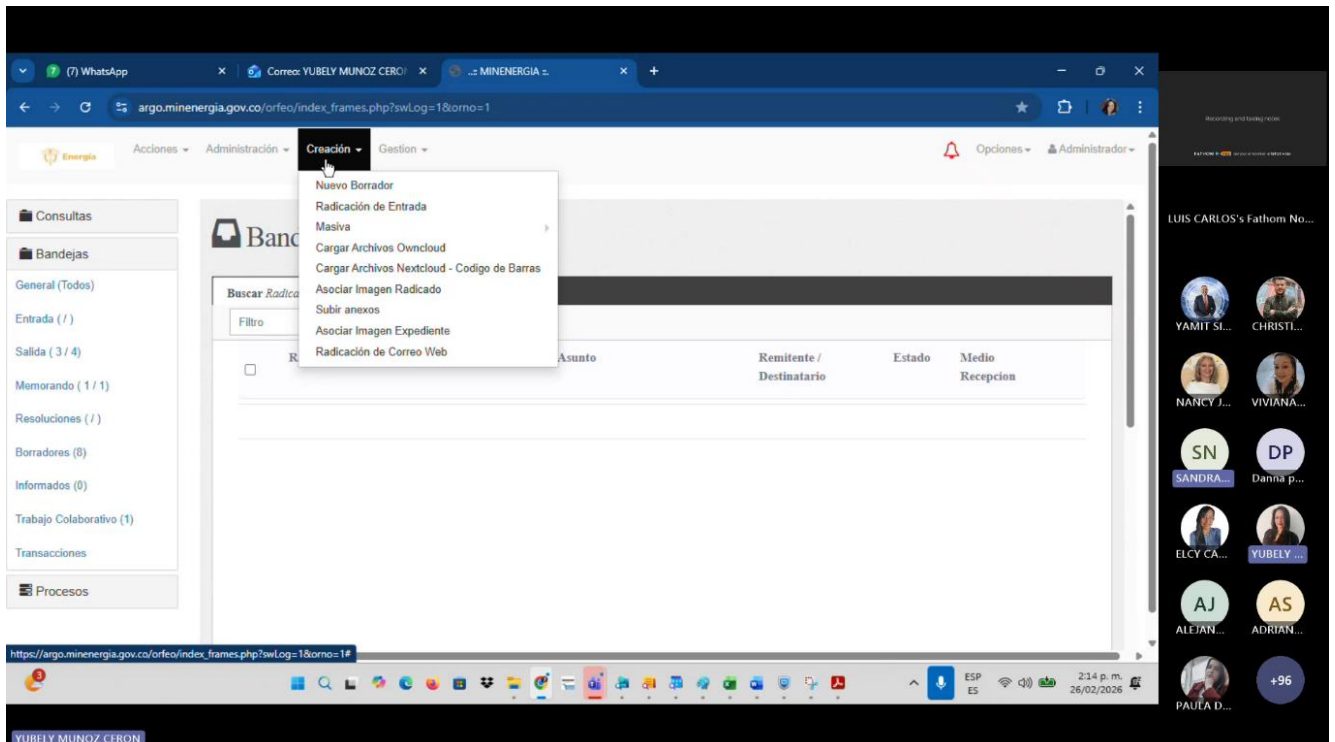 (7) WhatsApp
Correo: YUBELY MUNOZ CERON
..:: MINENERGIA ::.
argo.minenergia.gov.co/orfeo/index_frames.php?swLog=1&orno=1
Energía
Acciones
Administración
Creación
Gestion
Opciones
Administrador
Nuevo Borrador
Radicación de Entrada
Masiva
Cargar Archivos Owncloud
Cargar Archivos Nextcloud - Codigo de Barras
Asociar Imagen Radicado
Subir anexos
Asociar Imagen Expediente
Radicación de Correo Web
Consultas
Bandejas
General (Todos)
Entrada ( / )
Salida ( 3 / 4)
Memorando ( 1 / 1)
Resoluciones ( / )
Borradores (8)
Informados (0)
Trabajo Colaborativo (1)
Transacciones
Procesos
Band
Buscar Radica
Filtro
R
Asunto
Remitente /
Destinatario
Estado
Medio
Recepcion
https://argo.minenergia.gov.co/orfeo/index_frames.php?swLog=1&orno=1#
3
ESP
ES
2:14 p. m.
26/02/2026
YUBELY MUNOZ CERON
Recording and taking notes
LUIS CARLOS's Fathom No...
YAMIT SI...
CHRISTI...
NANCY J...
VIVIANA...
SN
SANDRA...
DP
Danna p...
ELCY CA...
YUBELY ...
AJ
ALEJAN...
AS
ADRIAN...
PAULA D...
+96